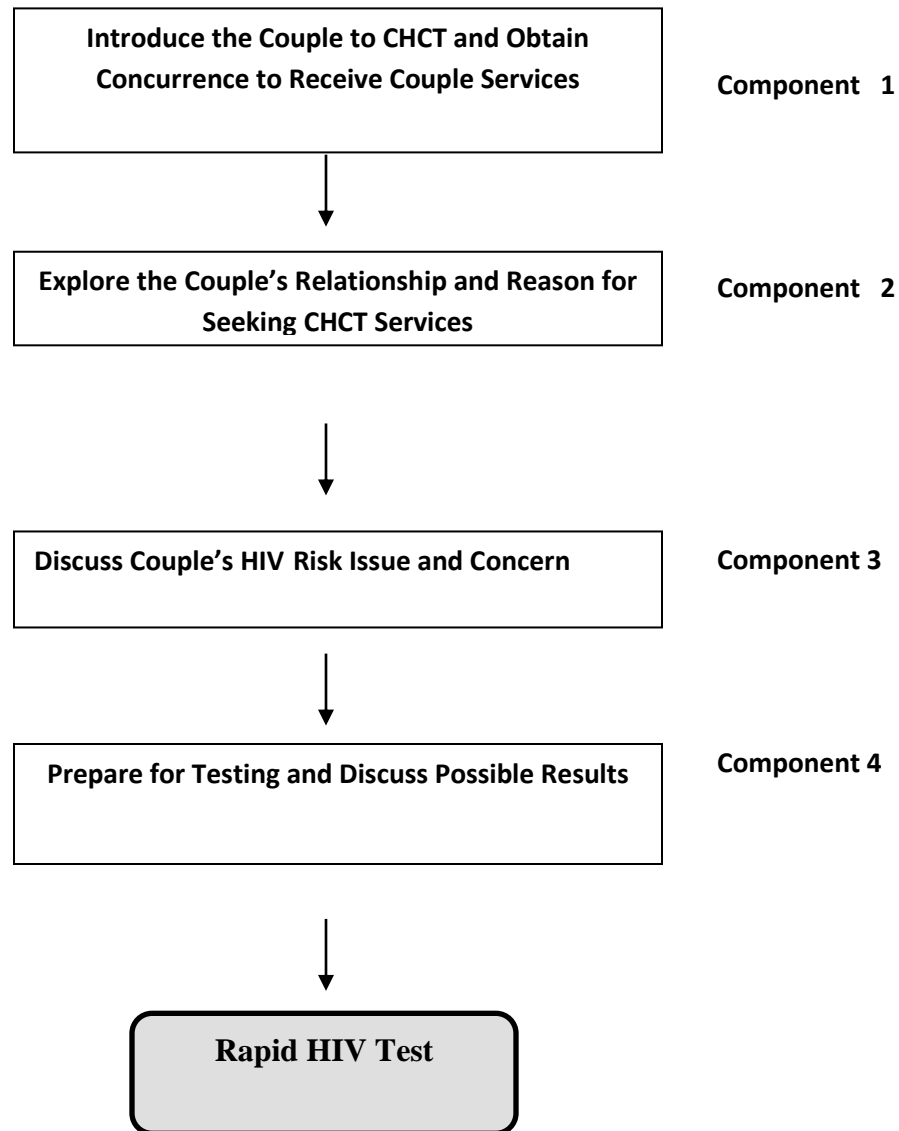 Introduce the Couple to CHCT and Obtain
Concurrence to Receive Couple Services
Component 1
Explore the Couple’s Relationship and Reason for
Seeking CHCT Services
Component 2
Discuss Couple’s HIV Risk Issue and Concern
Component 3
Prepare for Testing and Discuss Possible Results
Component 4
Rapid HIV Test